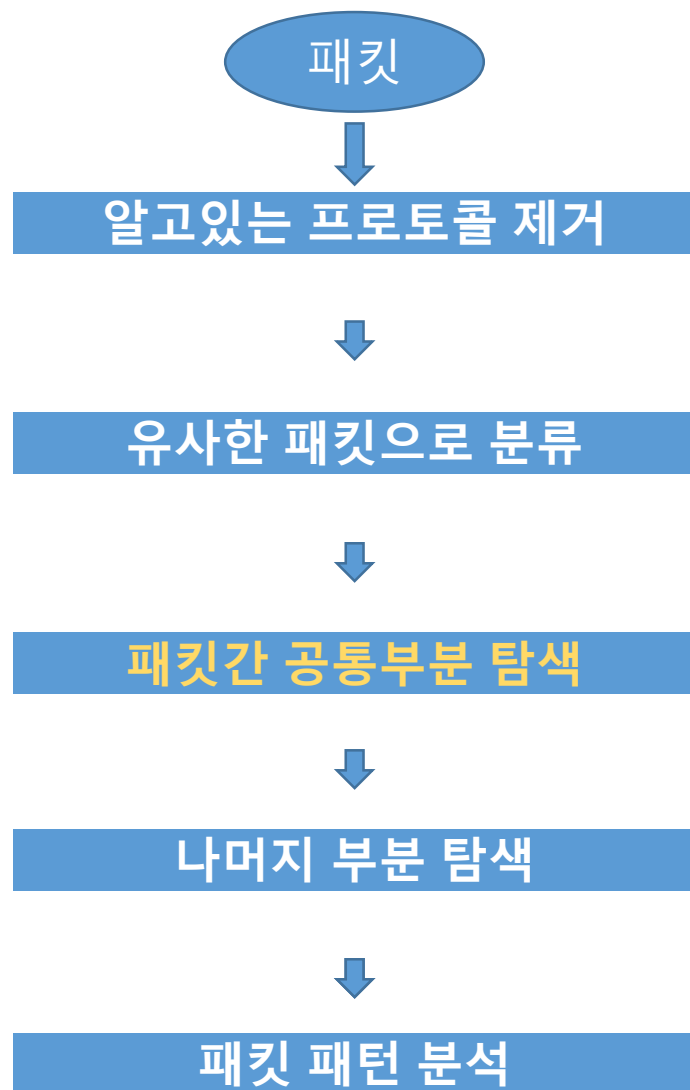 패킷
알고있는 프로토콜 제거
유사한 패킷으로 분류
패킷간 공통부분 탐색
나머지 부분 탐색
패킷 패턴 분석